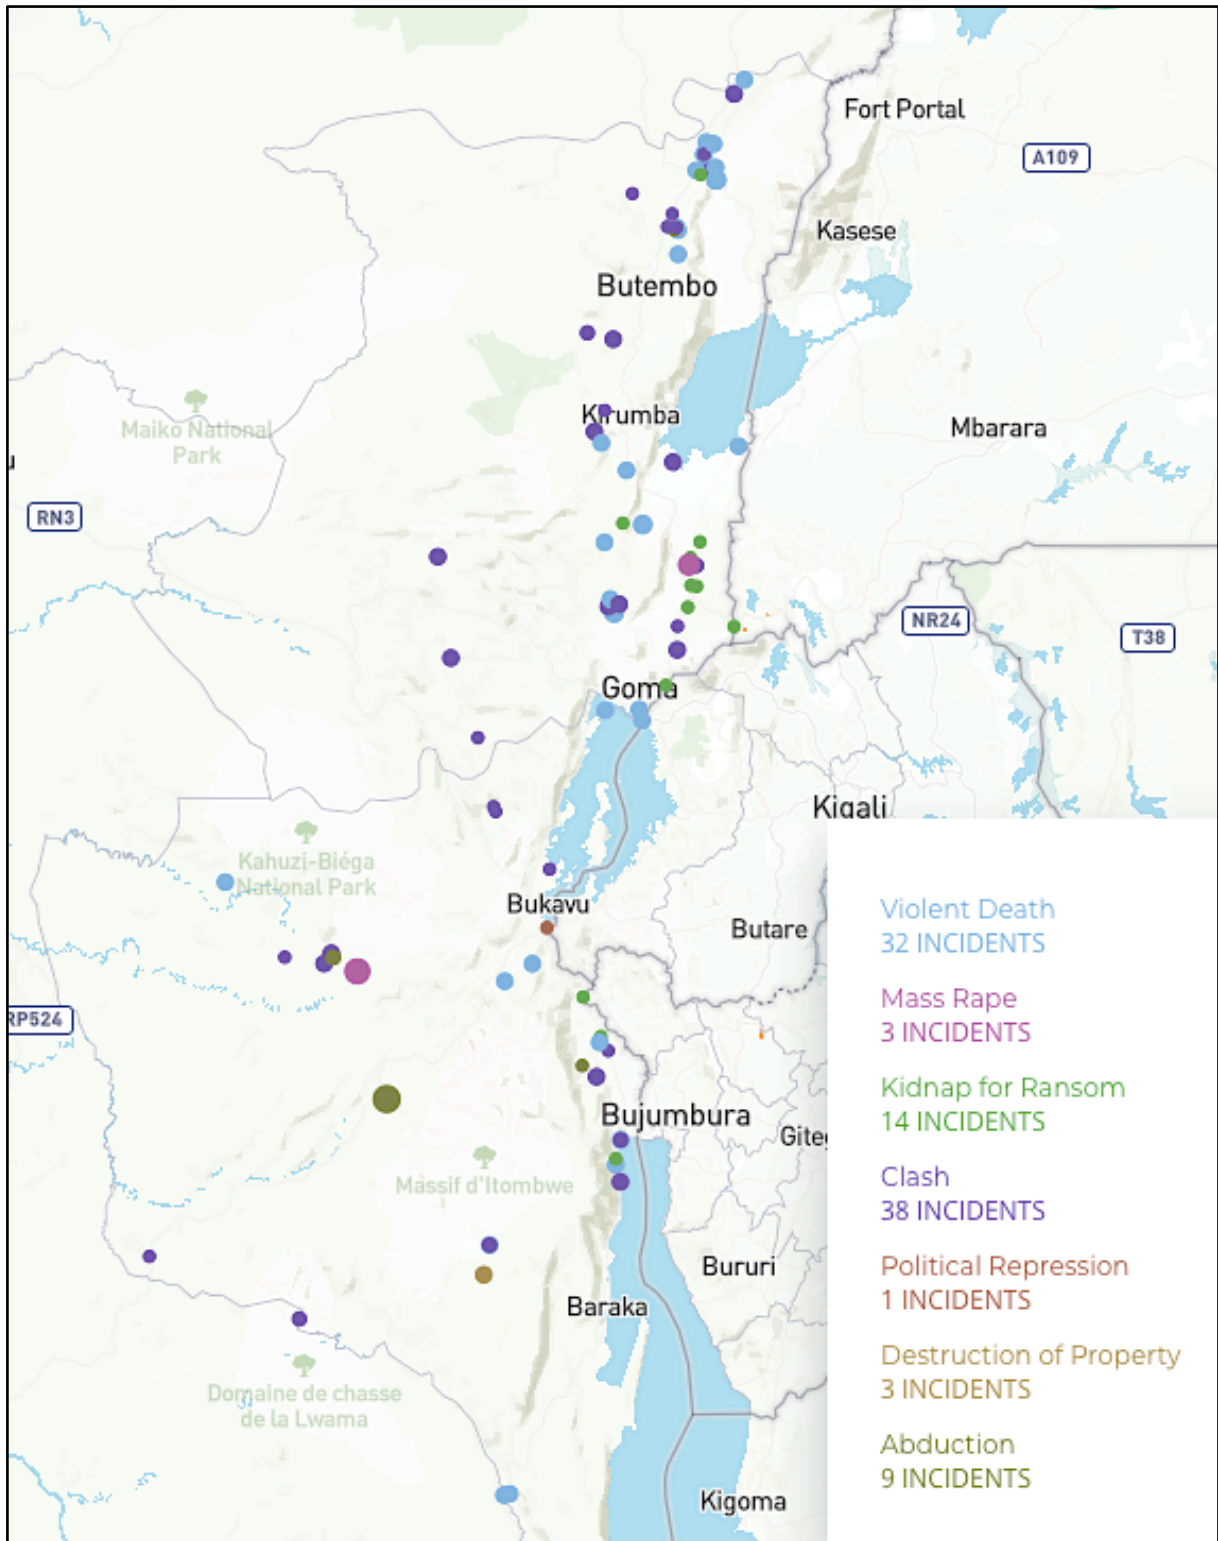 Fort Portal
A109
Kasese
Butembo
Maiko National
Park
Kirumba
Mbarara
RN3
NR24
T38
Goma
Kigali
Kahuzi-Biéga
National Park
Bukavu
Butare
RP524
Bujumbura
Massif d'Itombwe
Bururi
Baraka
Domaine de chasse
de la Lwama
Kigoma
Violent Death
32 INCIDENTS
Mass Rape
3 INCIDENTS
Kidnap for Ransom
14 INCIDENTS
Clash
38 INCIDENTS
Political Repression
1 INCIDENTS
Destruction of Property
3 INCIDENTS
Abduction
9 INCIDENTS